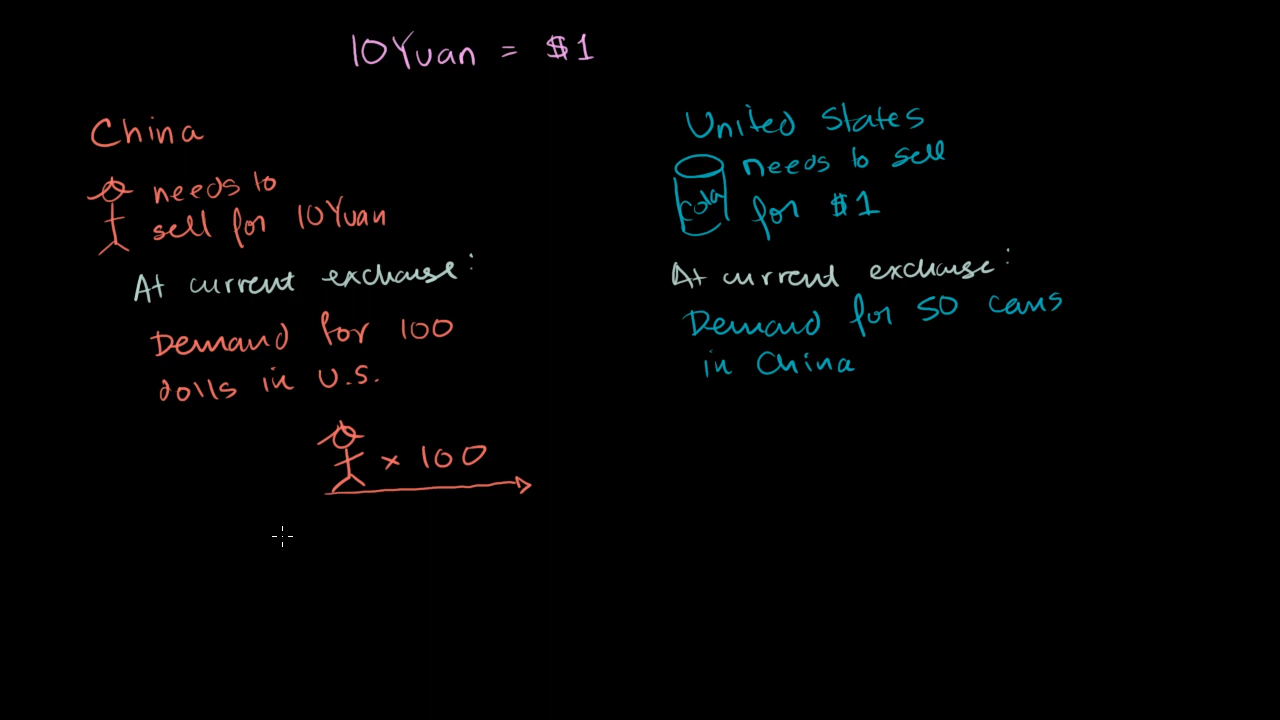 10Yuan = $1
China
needs to
sell for 10Yuan
At current exchange:
Demand for 100
dolls in U.S.
× 100
United States
needs to sell
cola for $1
At current exchange:
Demand for 50 cans
in China